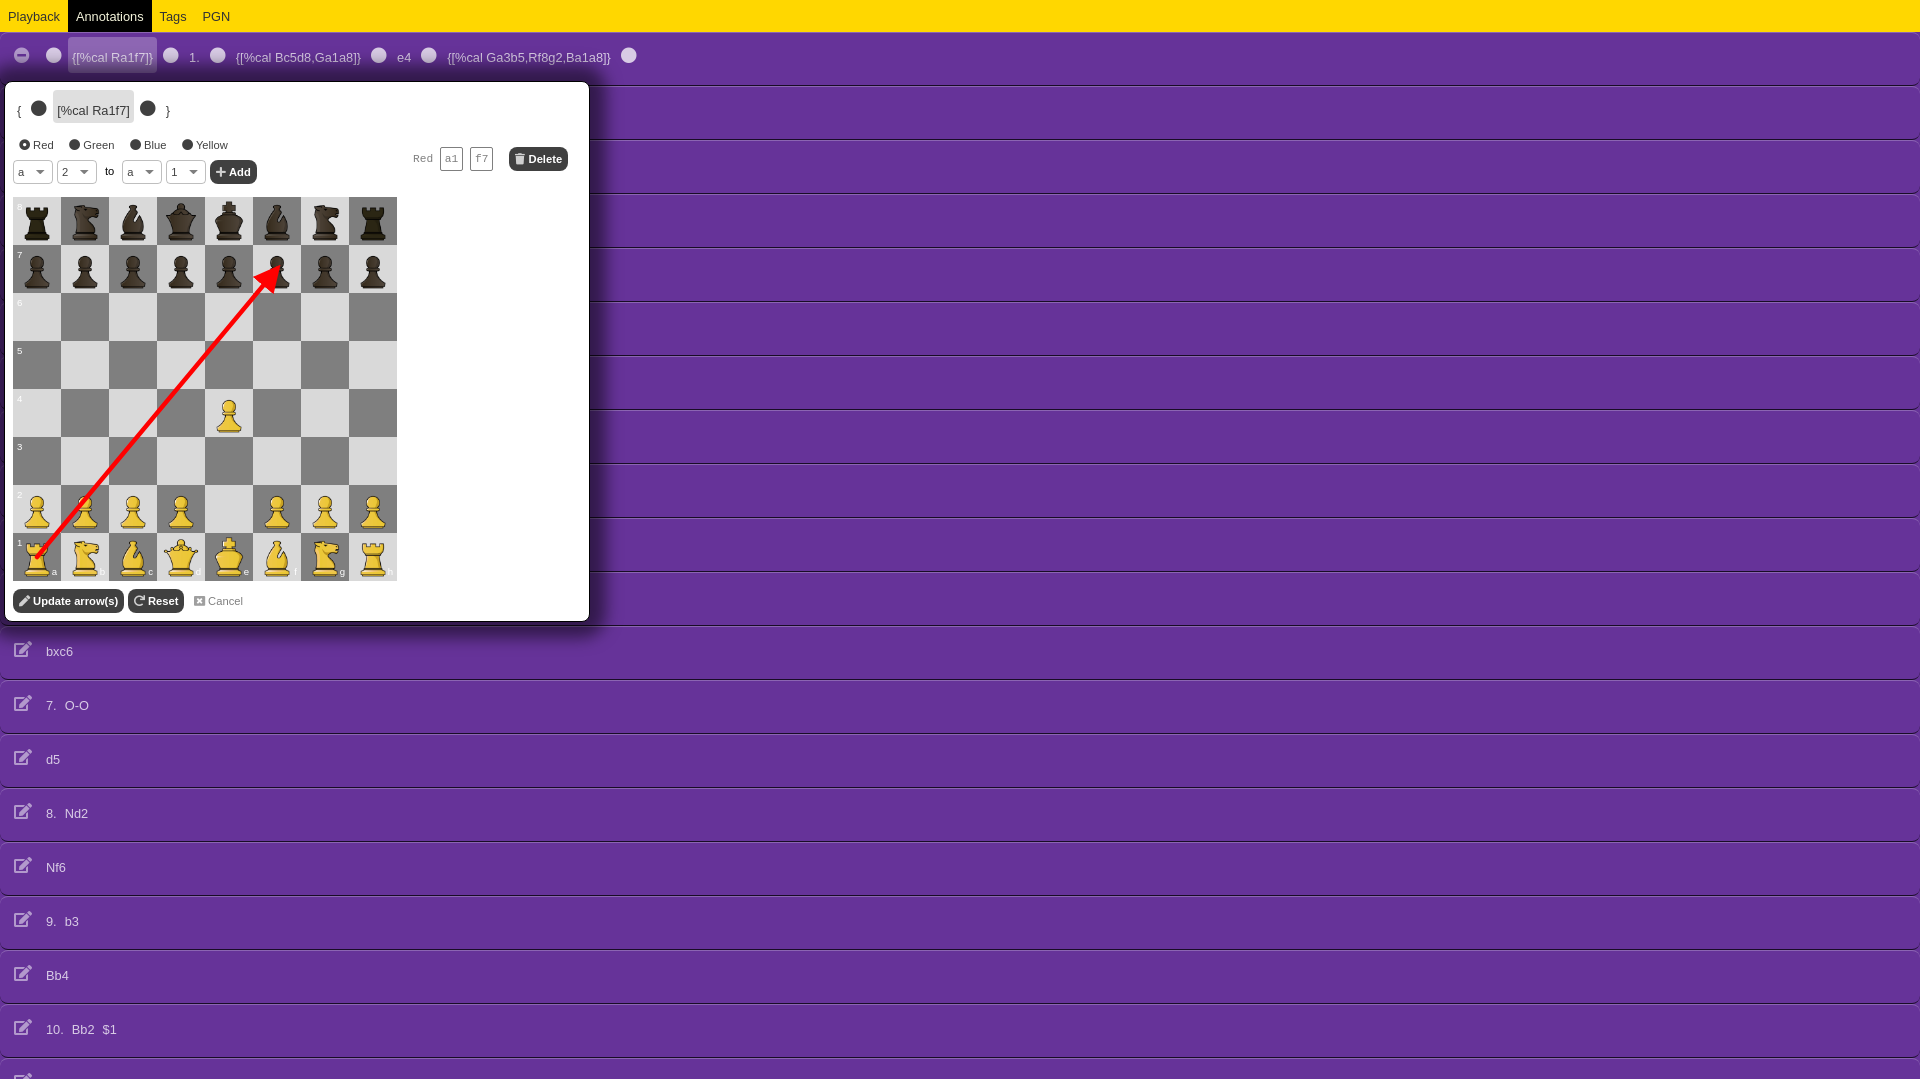 Playback Annotations Tags PGN
{[%cal Ra1f7]} 1. {[%cal Bc5d8,Ga1a8]} e4 {[%cal Ga3b5,Rf8g2,Ba1a8]}
{ [%cal Ra1f7] }
Red Green Blue Yellow
a 2 to a 1 Add
Red a1 f7 Delete
8
7
6
5
4
3
2
1
a b c d e f g h
Update arrow(s) Reset Cancel
bxc6
7. O-O
d5
8. Nd2
Nf6
9. b3
Bb4
10. Bb2 $1